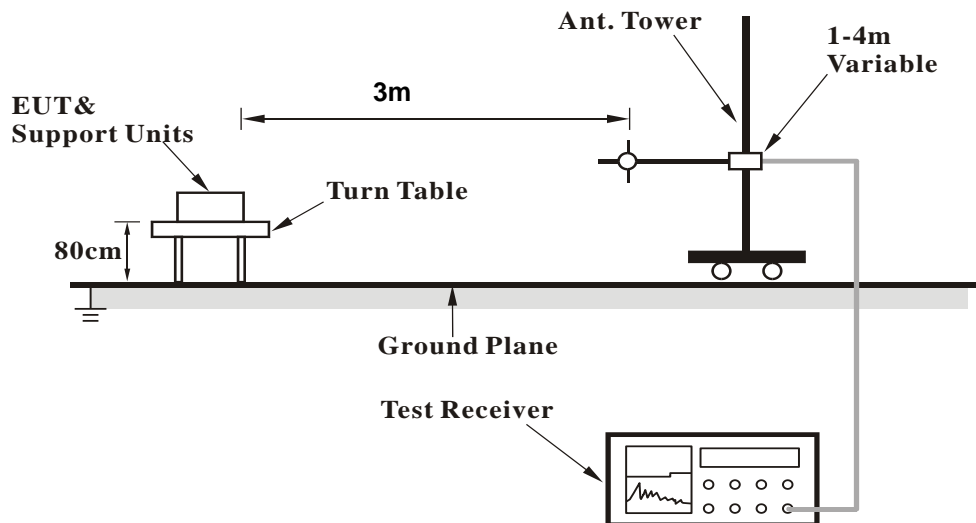 Ant. Tower
1-4m
Variable
3m
EUT&
Support Units
Turn Table
80cm
Ground Plane
Test Receiver